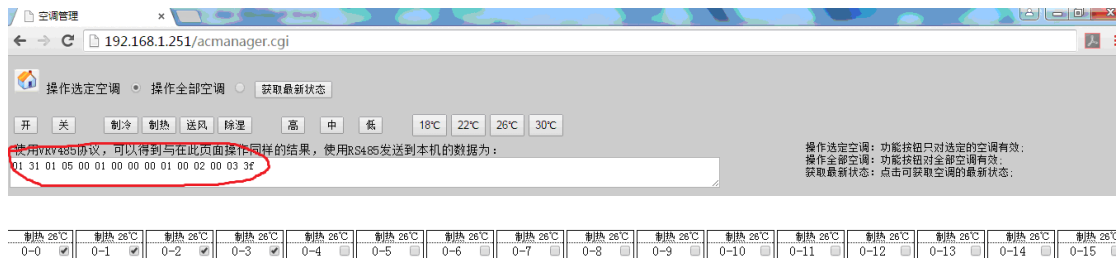 空调管理
192.168.1.251/acmanager.cgi
操作选定空调 操作全部空调 获取最新状态
开 关 制冷 制热 送风 除湿 高 中 低 18℃ 22℃ 26℃ 30℃
使用VRV485协议，可以得到与在此页面操作同样的结果，使用RS485发送到本机的数据为：
01 31 01 05 00 01 00 00 00 01 00 02 00 03 3f
操作选定空调：功能按钮只对选定的空调有效；
操作全部空调：功能按钮对全部空调有效；
获取最新状态：点击可获取空调的最新状态；
制热 26℃ 制热 26℃ 制热 26℃ 制热 26℃ 制热 26℃ 制热 26℃ 制热 26℃ 制热 26℃ 制热 26℃ 制热 26℃ 制热 26℃ 制热 26℃ 制热 26℃ 制热 26℃ 制热 26℃ 制热 26℃
0-0 0-1 0-2 0-3 0-4 0-5 0-6 0-7 0-8 0-9 0-10 0-11 0-12 0-13 0-14 0-15